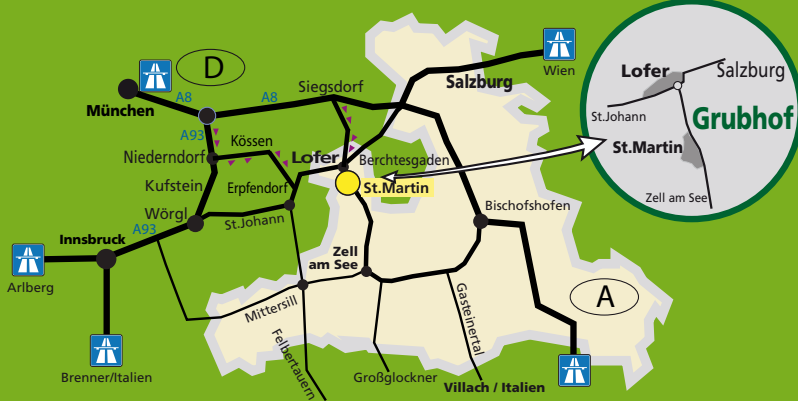 D
Siegsdorf
Salzburg
Wien
München
A8
A8
A93
Kössen
Niederndorf
Lofer
Berchtesgaden
Kufstein
Erpfendorf
St.Martin
Wörgl
St.Johann
Bischofshofen
Innsbruck
A93
Zell
am See
Arlberg
A
Mittersill
Gasteinertal
Felbertauern
Brenner/Italien
Großglockner
Villach / Italien
Lofer
Salzburg
St.Johann
Grubhof
St.Martin
Zell am See